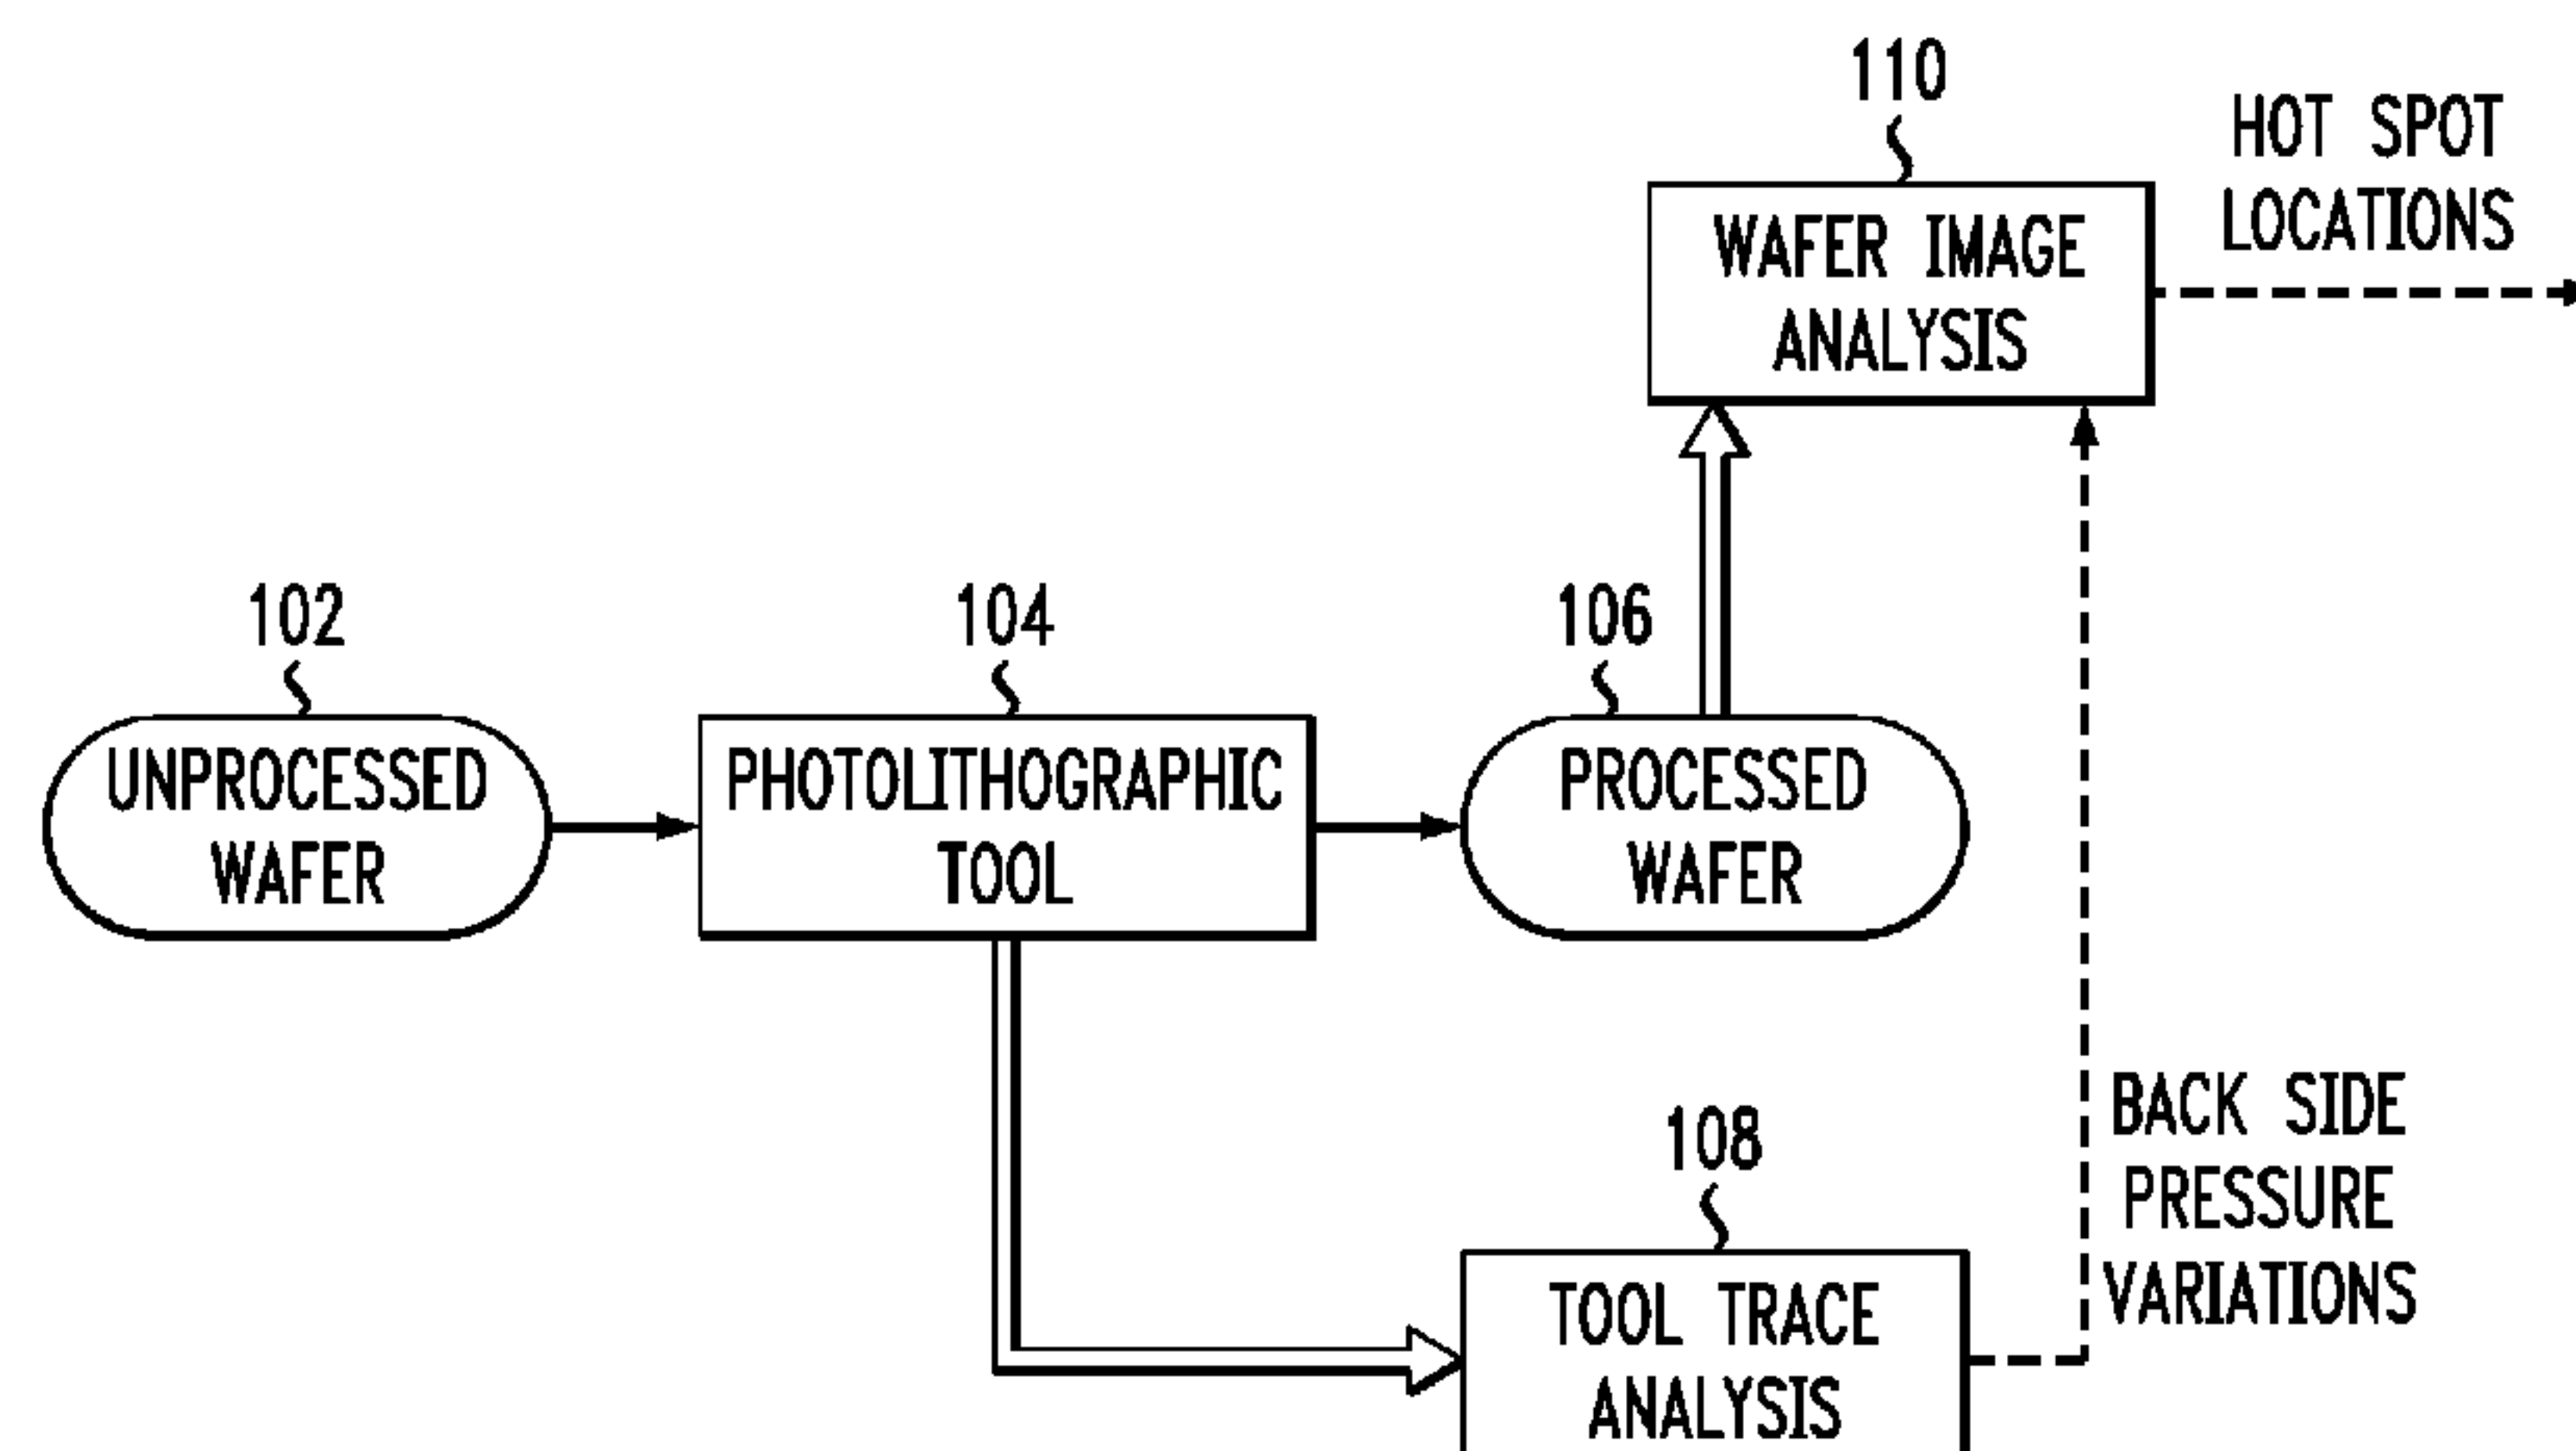 110
HOT SPOT
LOCATIONS
WAFER IMAGE
ANALYSIS
102
104
106
UNPROCESSED
WAFER
PHOTOLITHOGRAPHIC
TOOL
PROCESSED
WAFER
108
BACK SIDE
PRESSURE
VARIATIONS
TOOL TRACE
ANALYSIS